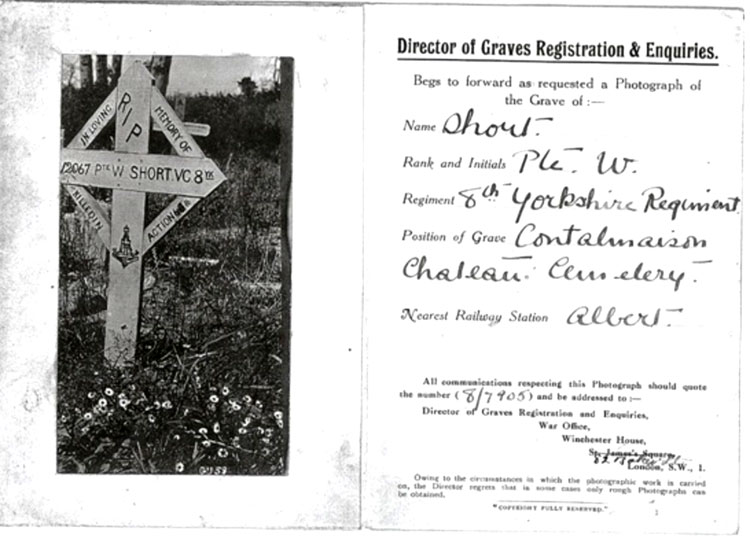 R I P
IN LOVING
MEMORY OF
12067 PTE W SHORT. VC 8 YKS
KILLED IN
ACTION
Director of Graves Registration & Enquiries.
Begs to forward as requested a Photograph of
the Grave of :—
Name Short.
Rank and Initials Pte. W.
Regiment 8th Yorkshire Regiment.
Position of Grave Contalmaison
Chateau. Cemetery.
Nearest Railway Station Albert.
All communications respecting this Photograph should quote
the number (8/7905) and be addressed to :—
Director of Graves Registration and Enquiries,
War Office,
Winchester House,
St. James's Square,
London, S.W., 1.
Owing to the circumstances in which the photographic work is carried
on, the Director regrets that in some cases only rough Photographs can
be obtained.
"COPYRIGHT FULLY RESERVED."